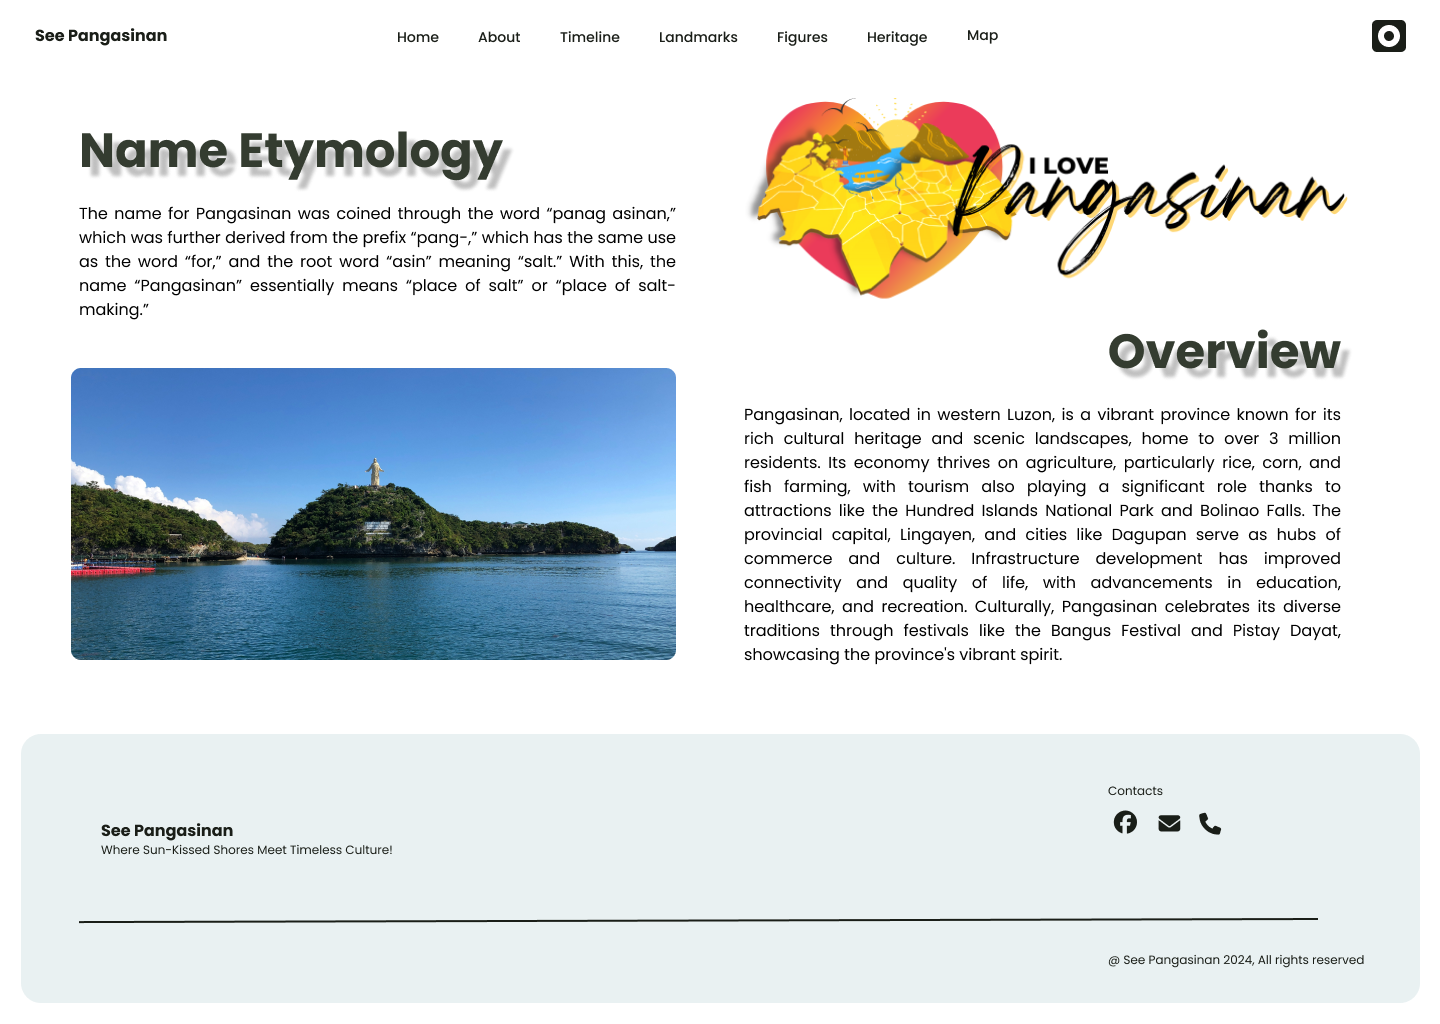 See Pangasinan
Home
About
Timeline
Landmarks
Figures
Heritage
Map
Name Etymology
The name for Pangasinan was coined through the word “panag asinan,”
which was further derived from the prefix “pang-,” which has the same use
as the word “for,” and the root word “asin” meaning “salt.” With this, the
name “Pangasinan” essentially means “place of salt” or “place of salt-
making.”
I LOVE
Pangasinan
Overview
Pangasinan, located in western Luzon, is a vibrant province known for its
rich cultural heritage and scenic landscapes, home to over 3 million
residents. Its economy thrives on agriculture, particularly rice, corn, and
fish farming, with tourism also playing a significant role thanks to
attractions like the Hundred Islands National Park and Bolinao Falls. The
provincial capital, Lingayen, and cities like Dagupan serve as hubs of
commerce and culture. Infrastructure development has improved
connectivity and quality of life, with advancements in education,
healthcare, and recreation. Culturally, Pangasinan celebrates its diverse
traditions through festivals like the Bangus Festival and Pistay Dayat,
showcasing the province's vibrant spirit.
See Pangasinan
Where Sun-Kissed Shores Meet Timeless Culture!
Contacts
@ See Pangasinan 2024, All rights reserved